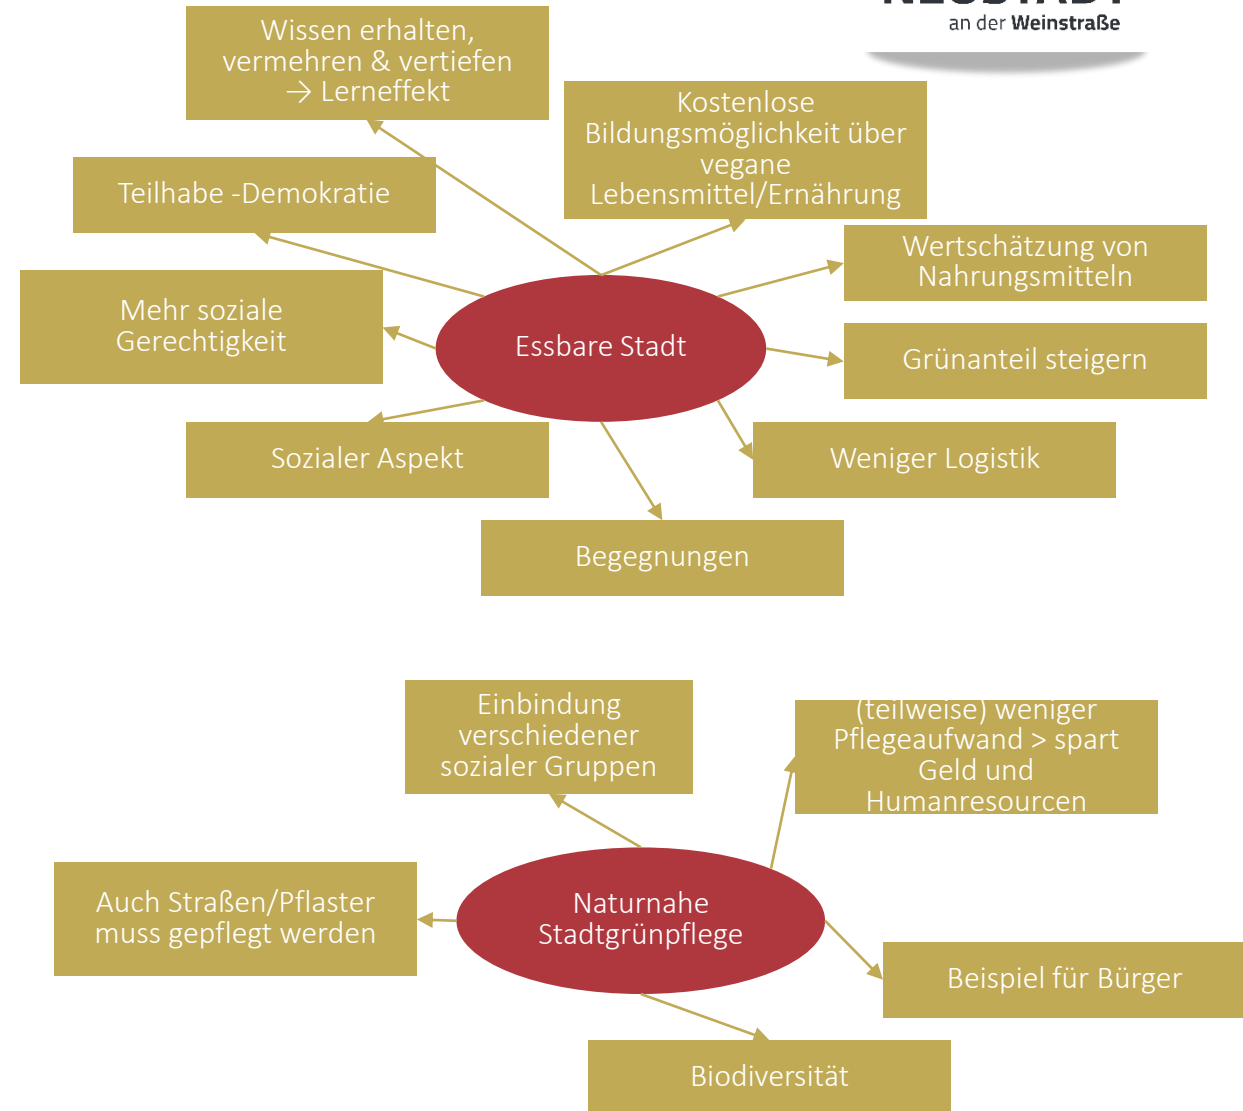 NEUSTADT
an der Weinstraße
Wissen erhalten,
vermehren & vertiefen
→ Lerneffekt
Kostenlose
Bildungsmöglichkeit über
vegane
Lebensmittel/Ernährung
Teilhabe -Demokratie
Wertschätzung von
Nahrungsmitteln
Mehr soziale
Gerechtigkeit
Essbare Stadt
Grünanteil steigern
Sozialer Aspekt
Weniger Logistik
Begegnungen
Einbindung
verschiedener
sozialer Gruppen
(teilweise) weniger
Pflegeaufwand > spart
Geld und
Humanresourcen
Auch Straßen/Pflaster
muss gepflegt werden
Naturnahe
Stadtgrünpflege
Beispiel für Bürger
Biodiversität